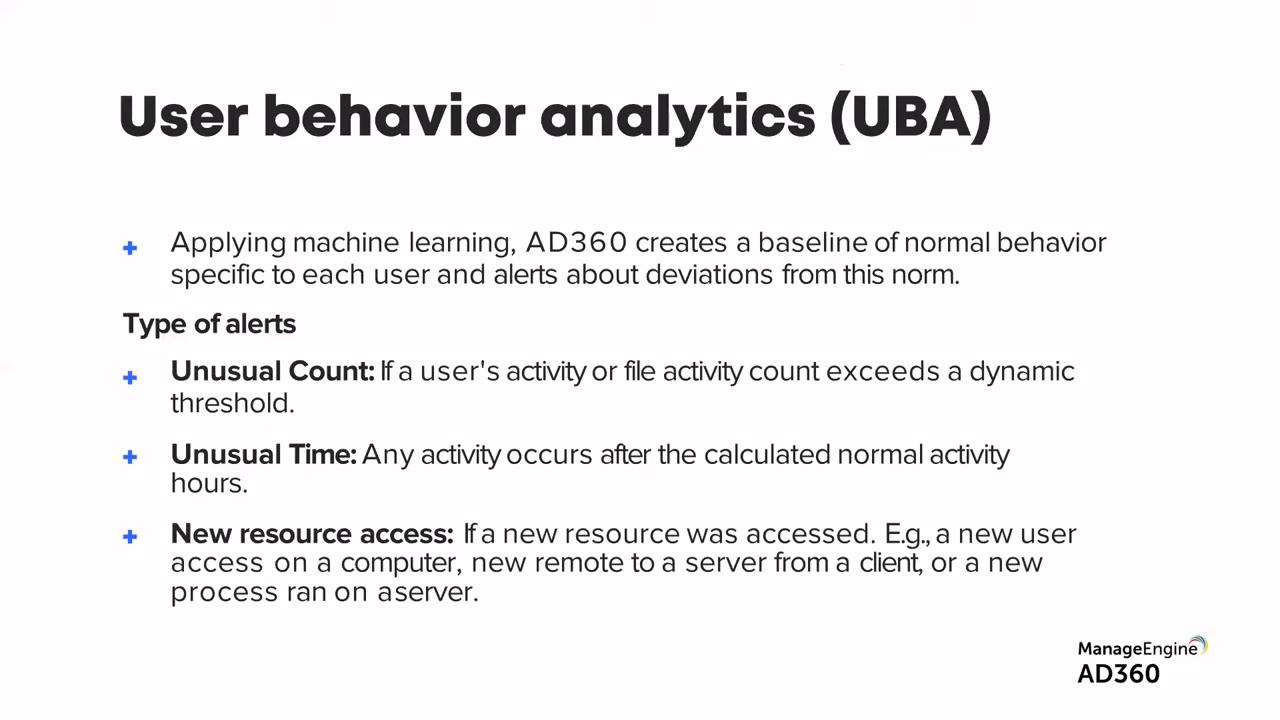 User behavior analytics (UBA)
Applying machine learning, AD360 creates a baseline of normal behavior
specific to each user and alerts about deviations from this norm.
Type of alerts
Unusual Count: If a user's activity or file activity count exceeds a dynamic
threshold.
Unusual Time: Any activity occurs after the calculated normal activity
hours.
New resource access: If a new resource was accessed. E.g., a new user
access on a computer, new remote to a server from a client, or a new
process ran on aserver.
ManageEngine
AD360